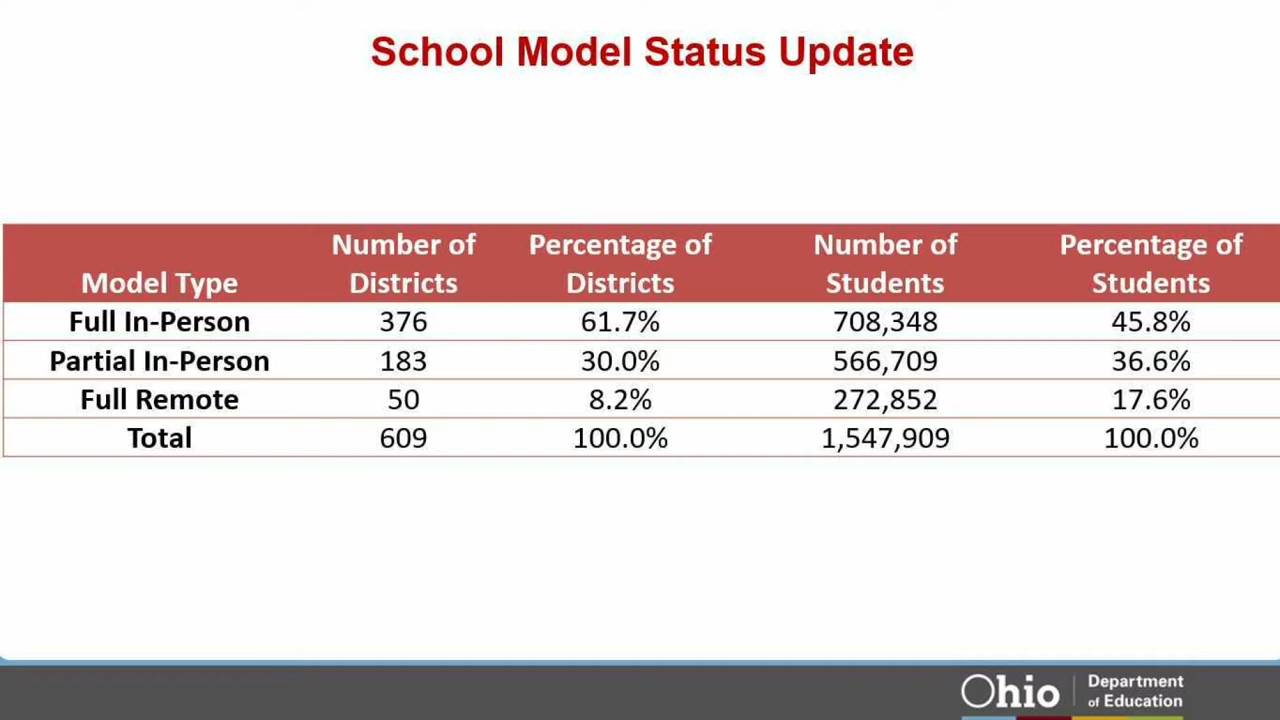 School Model Status Update
Model Type Number of Districts Percentage of Districts Number of Students Percentage of Students
Full In-Person 376 61.7% 708,348 45.8%
Partial In-Person 183 30.0% 566,709 36.6%
Full Remote 50 8.2% 272,852 17.6%
Total 609 100.0% 1,547,909 100.0%
Ohio Department of Education